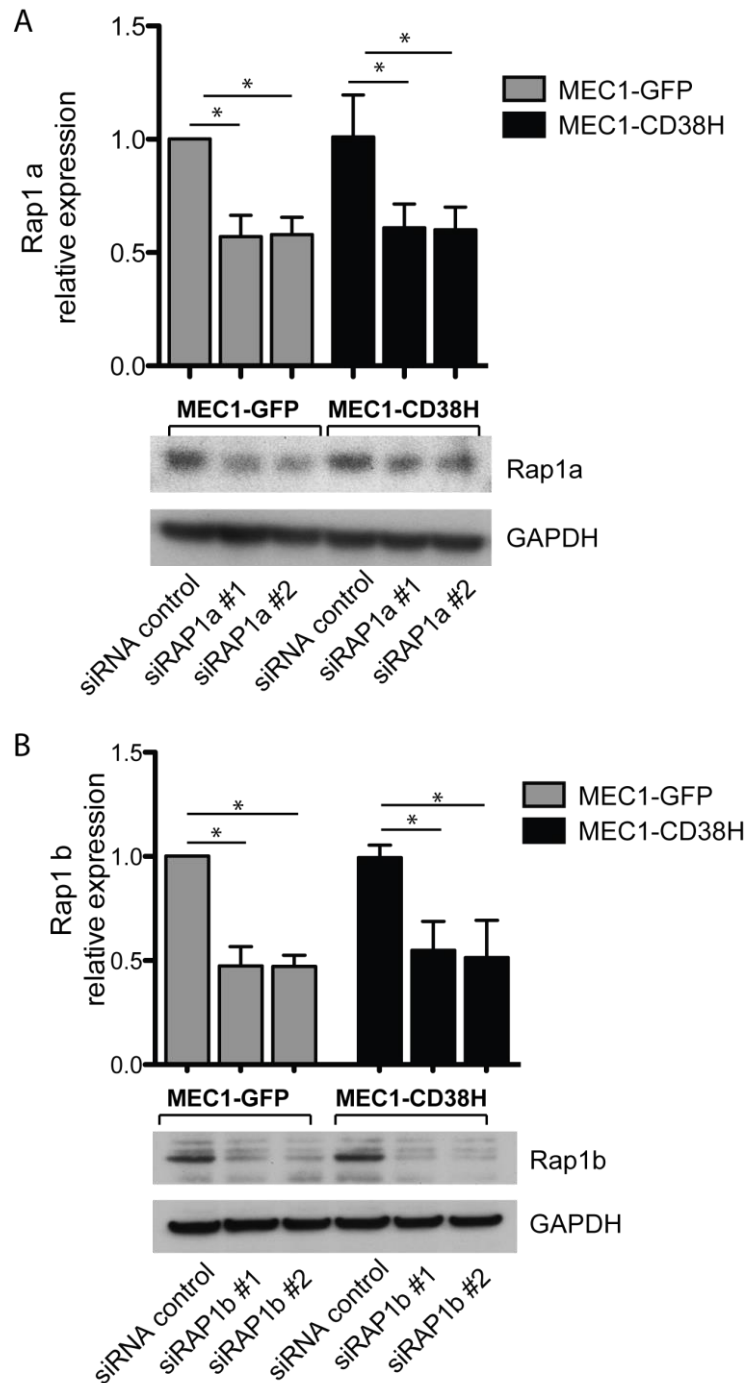 A
1.5
1.0
0.5
0.0
Rap1 a
relative expression
* * * *
MEC1-GFP
MEC1-CD38H
MEC1-GFP MEC1-CD38H
Rap1a
GAPDH
siRNA control
siRAP1a #1
siRAP1a #2
siRNA control
siRAP1a #1
siRAP1a #2
B
1.5
1.0
0.5
0.0
Rap1 b
relative expression
* * * *
MEC1-GFP
MEC1-CD38H
MEC1-GFP MEC1-CD38H
Rap1b
GAPDH
siRNA control
siRAP1b #1
siRAP1b #2
siRNA control
siRAP1b #1
siRAP1b #2